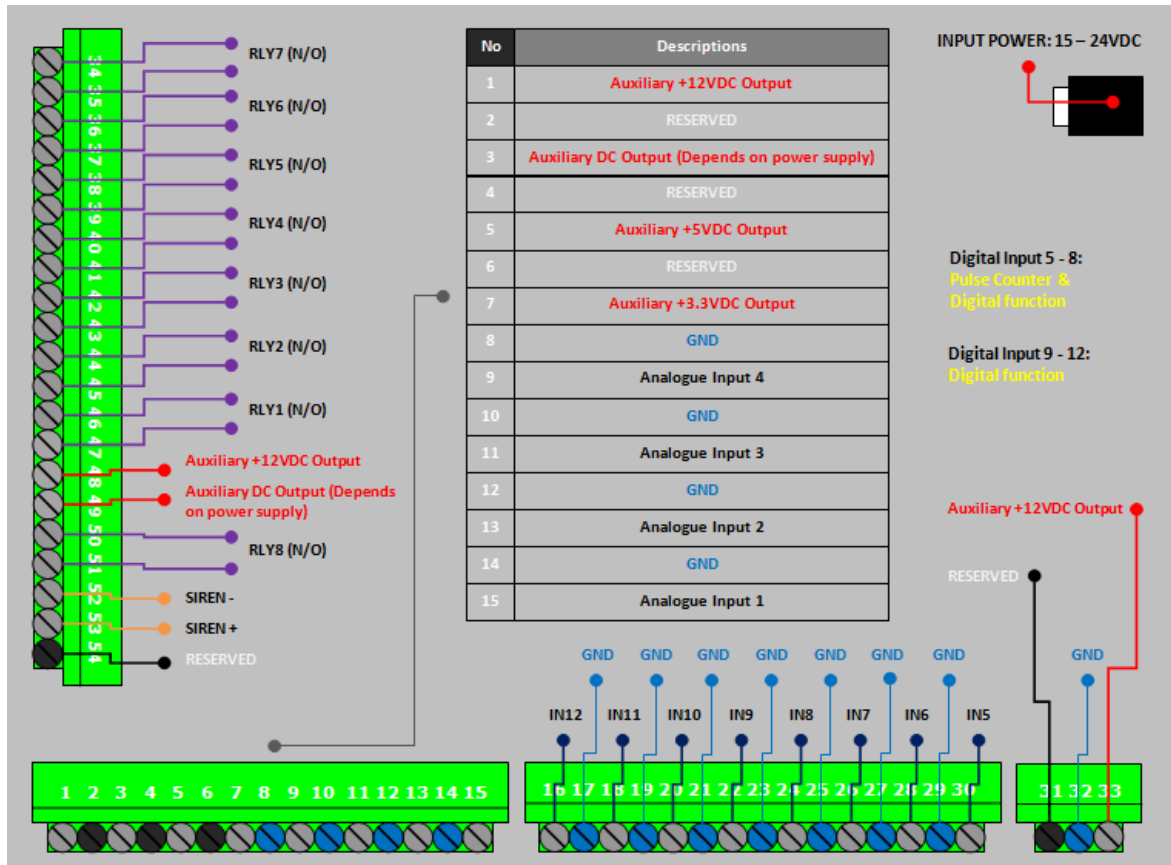 34
35
36
37
38
39
40
41
42
43
44
45
46
47
48
49
50
51
52
53
54
RLY7 (N/O)
RLY6 (N/O)
RLY5 (N/O)
RLY4 (N/O)
RLY3 (N/O)
RLY2 (N/O)
RLY1 (N/O)
Auxiliary +12VDC Output
Auxiliary DC Output (Depends
on power supply)
RLY8 (N/O)
SIREN -
SIREN +
RESERVED
No Descriptions
1 Auxiliary +12VDC Output
2 RESERVED
3 Auxiliary DC Output (Depends on power supply)
4 RESERVED
5 Auxiliary +5VDC Output
6 RESERVED
7 Auxiliary +3.3VDC Output
8 GND
9 Analogue Input 4
10 GND
11 Analogue Input 3
12 GND
13 Analogue Input 2
14 GND
15 Analogue Input 1
INPUT POWER: 15 – 24VDC
Digital Input 5 - 8:
Pulse Counter &
Digital function
Digital Input 9 - 12:
Digital function
Auxiliary +12VDC Output
RESERVED
GND GND GND GND GND GND GND GND
IN12 IN11 IN10 IN9 IN8 IN7 IN6 IN5
1 2 3 4 5 6 7 8 9 10 11 12 13 14 15
16 17 18 19 20 21 22 23 24 25 26 27 28 29 30
31 32 33